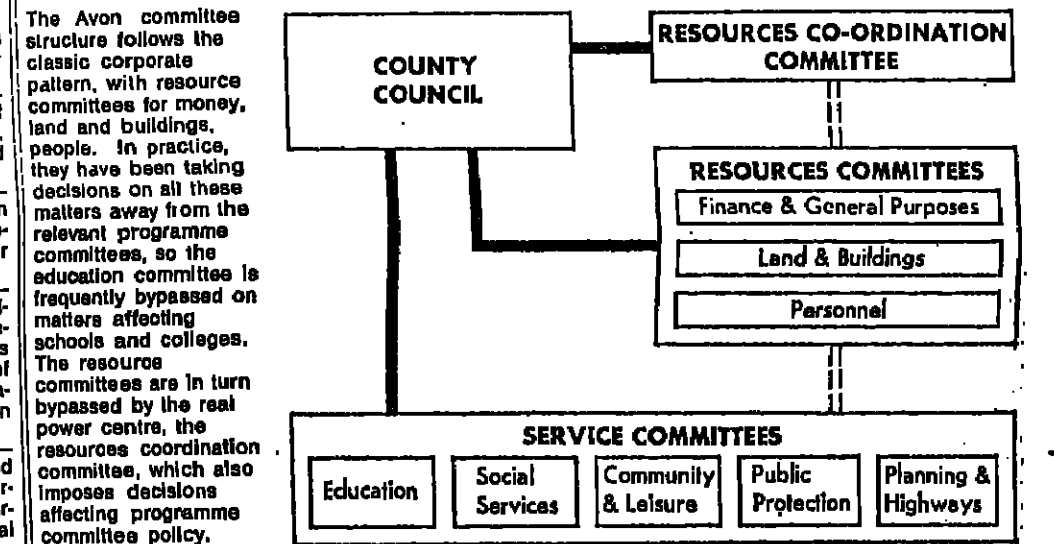 The Avon committee
structure follows the
classic corporate
pattern, with resource
committees for money,
land and buildings,
people. In practice,
they have been taking
decisions on all these
matters away from the
relevant programme
committees, so the
education committee is
frequently bypassed on
matters affecting
schools and colleges.
The resource
committees are in turn
bypassed by the real
power centre, the
resources coordination
committee, which also
imposes decisions
affecting programme
committee policy.
COUNTY
COUNCIL
RESOURCES CO-ORDINATION
COMMITTEE
RESOURCES COMMITTEES
Finance & General Purposes
Land & Buildings
Personnel
SERVICE COMMITTEES
Education
Social
Services
Community
& Leisure
Public
Protection
Planning &
Highways